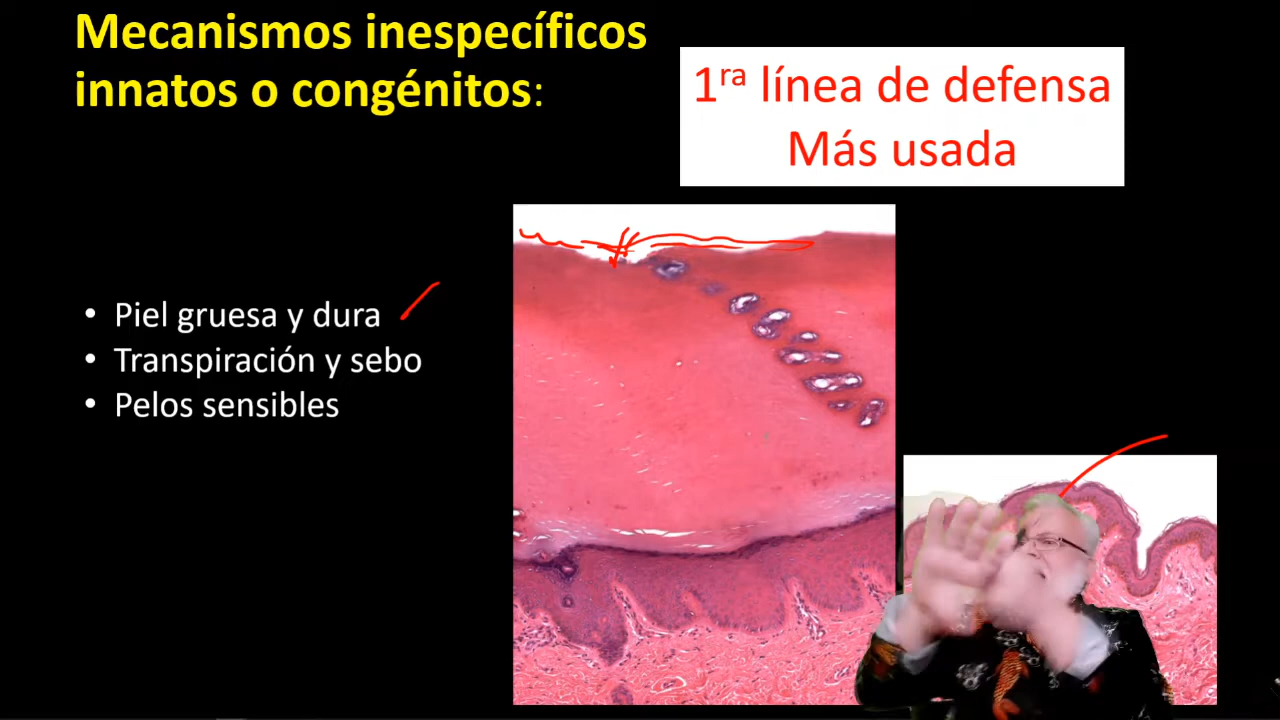 Mecanismos inespecíficos
innatos o congénitos:
1ra línea de defensa
Más usada
• Piel gruesa y dura
• Transpiración y sebo
• Pelos sensibles